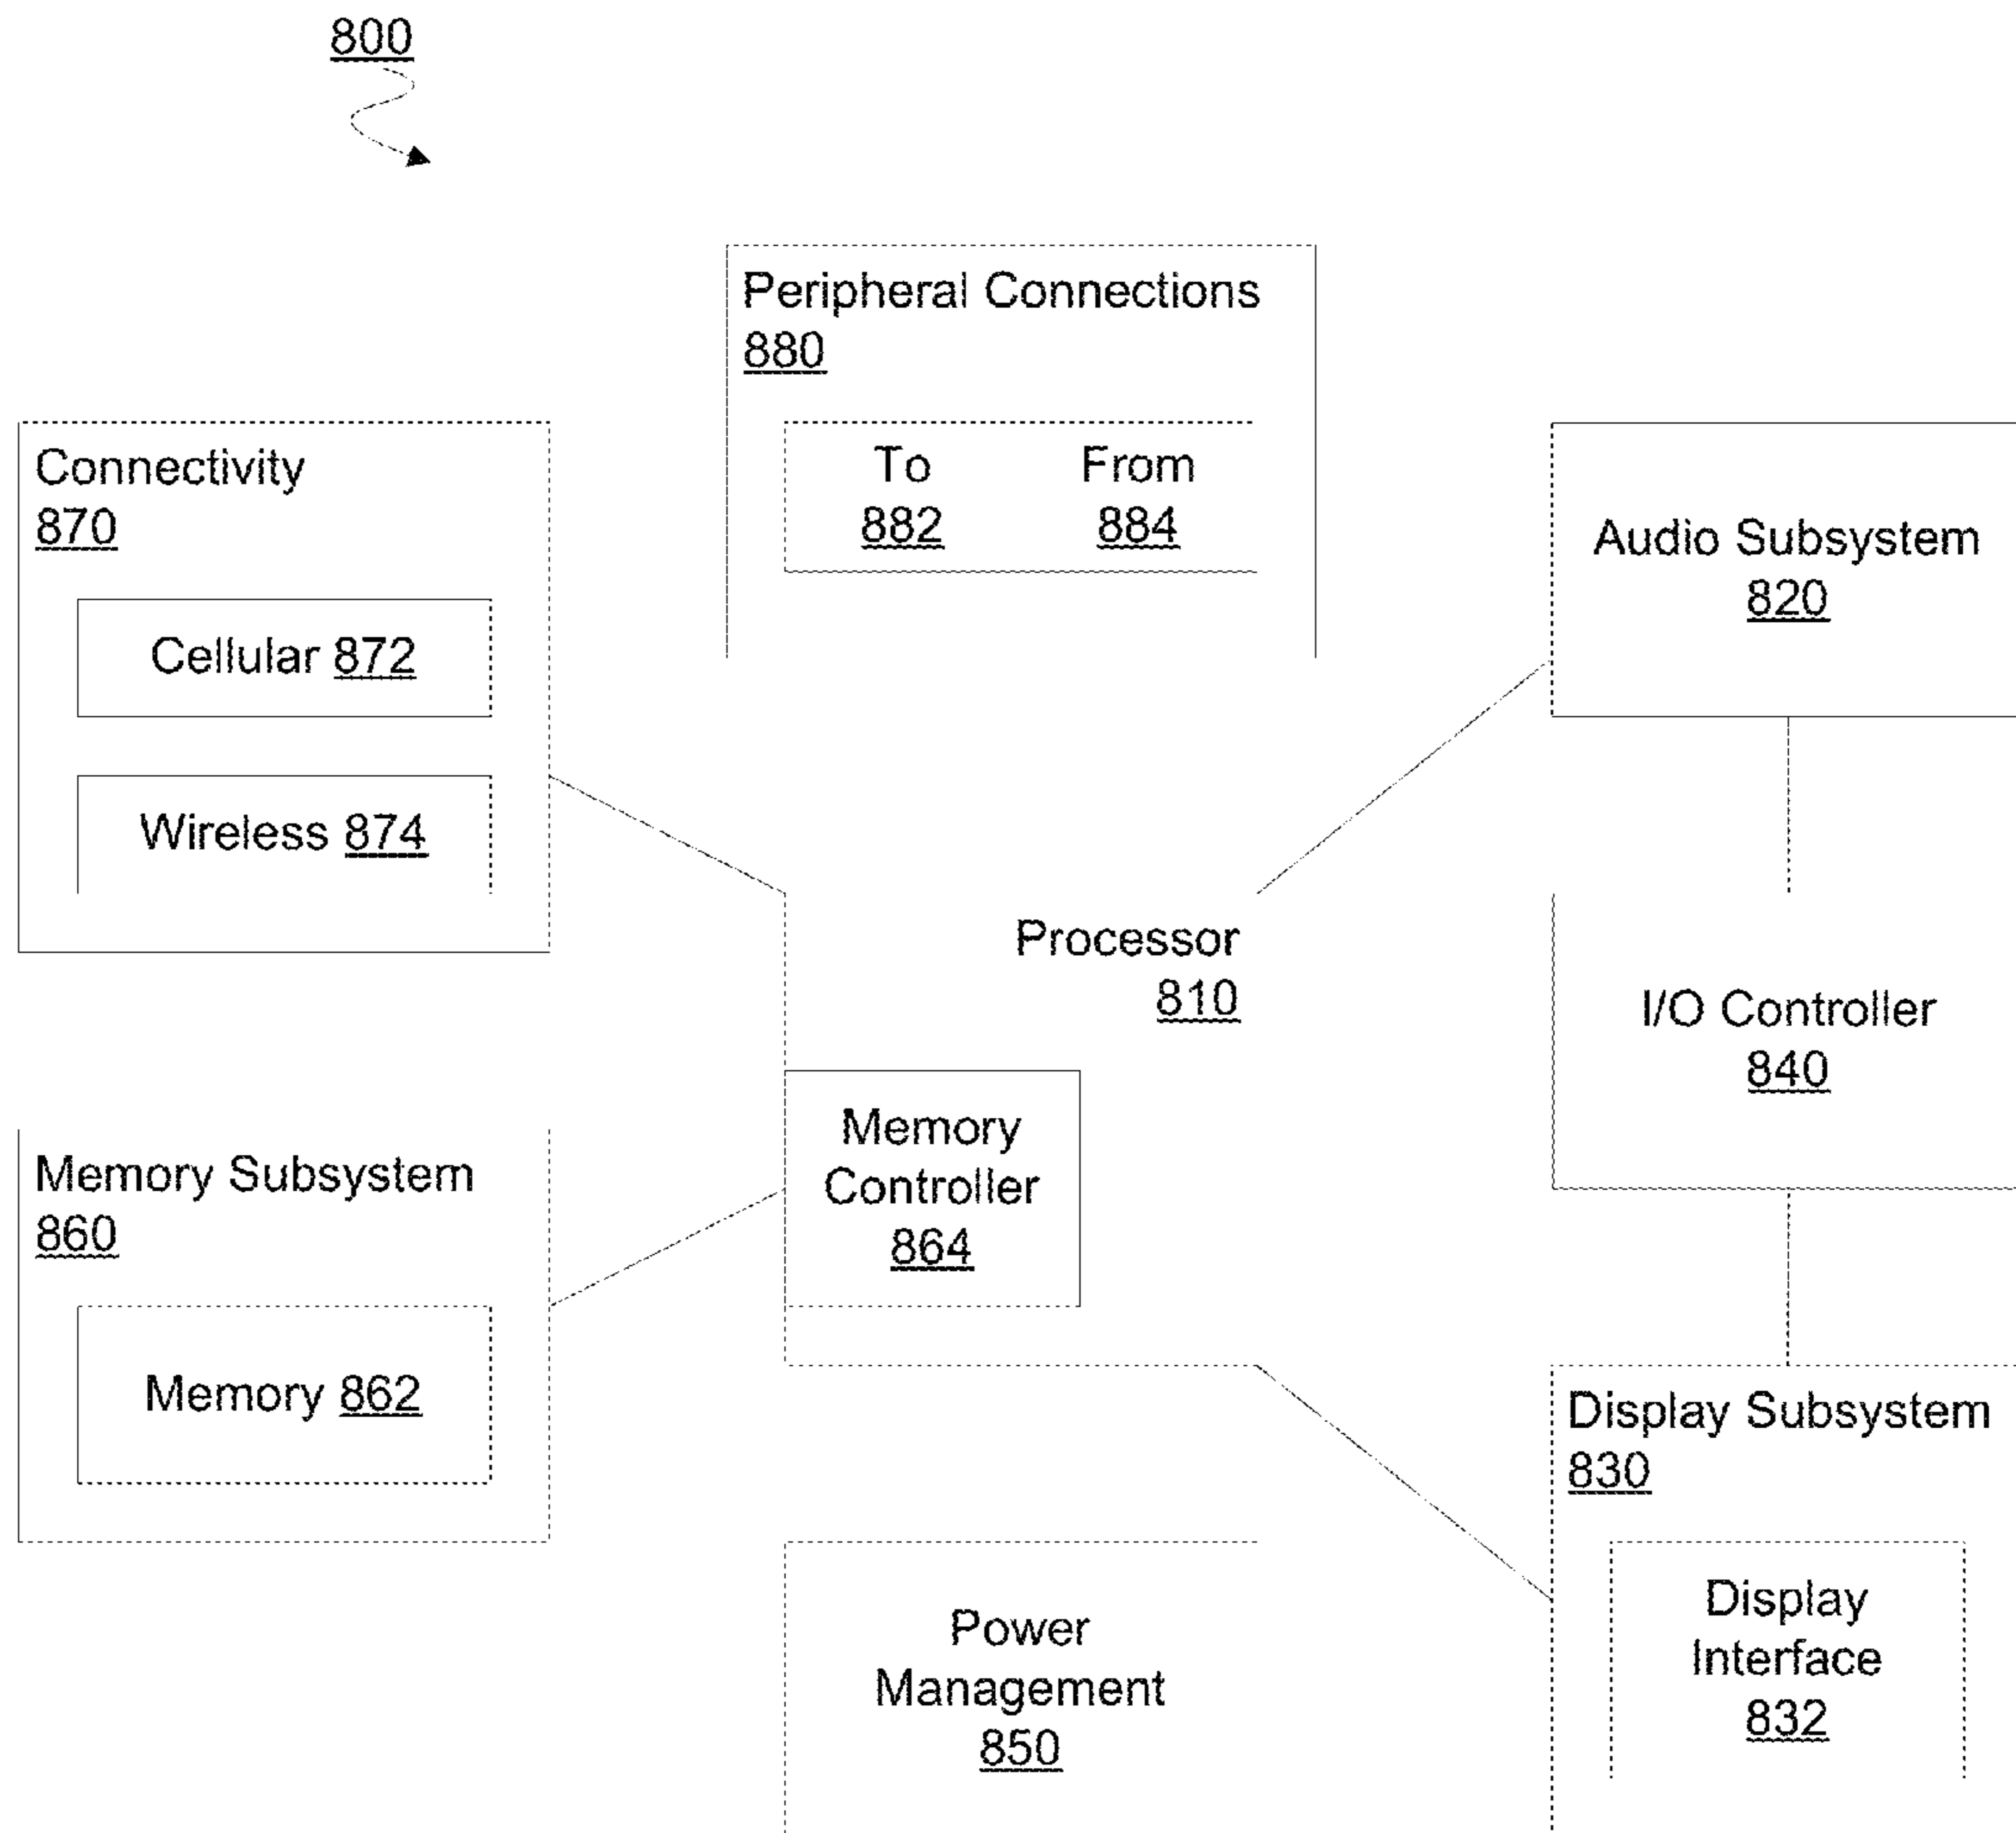 800
Peripheral Connections
880
To
882
From
884
Connectivity
870
Cellular 872
Wireless 874
Audio Subsystem
820
Processor
810
I/O Controller
840
Memory
Controller
864
Memory Subsystem
860
Memory 862
Display Subsystem
830
Display
Interface
832
Power
Management
850